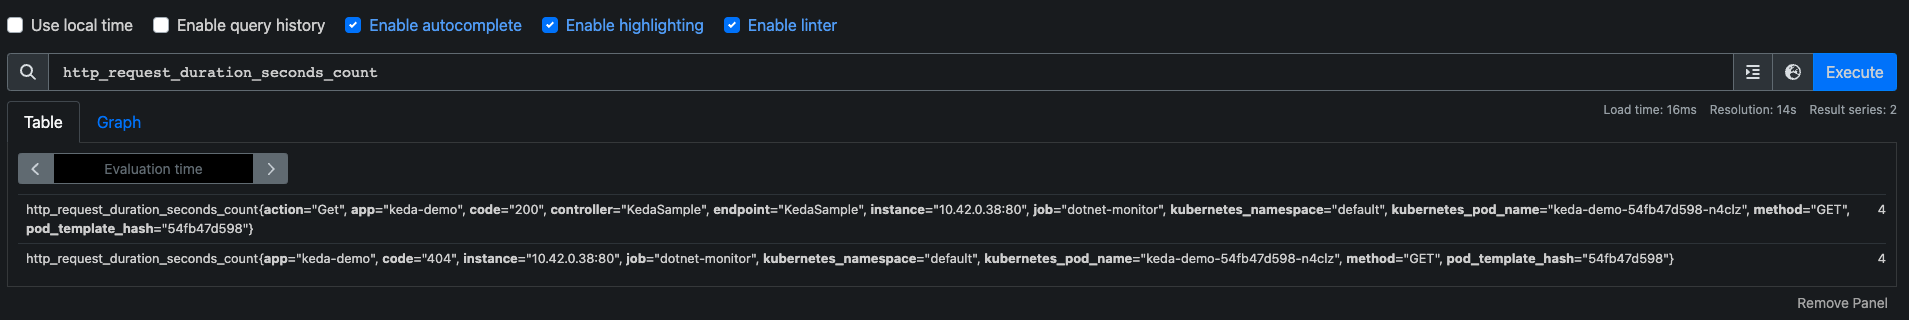 Use local time Enable query history Enable autocomplete Enable highlighting Enable linter
http_request_duration_seconds_count Execute
Table Graph Load time: 16ms Resolution: 14s Result series: 2
Evaluation time
http_request_duration_seconds_count{action="Get", app="keda-demo", code="200", controller="KedaSample", endpoint="KedaSample", instance="10.42.0.38:80", job="dotnet-monitor", kubernetes_namespace="default", kubernetes_pod_name="keda-demo-54fb47d598-n4clz", method="GET", 4
pod_template_hash="54fb47d598"}
http_request_duration_seconds_count{app="keda-demo", code="404", instance="10.42.0.38:80", job="dotnet-monitor", kubernetes_namespace="default", kubernetes_pod_name="keda-demo-54fb47d598-n4clz", method="GET", pod_template_hash="54fb47d598"} 4
Remove Panel